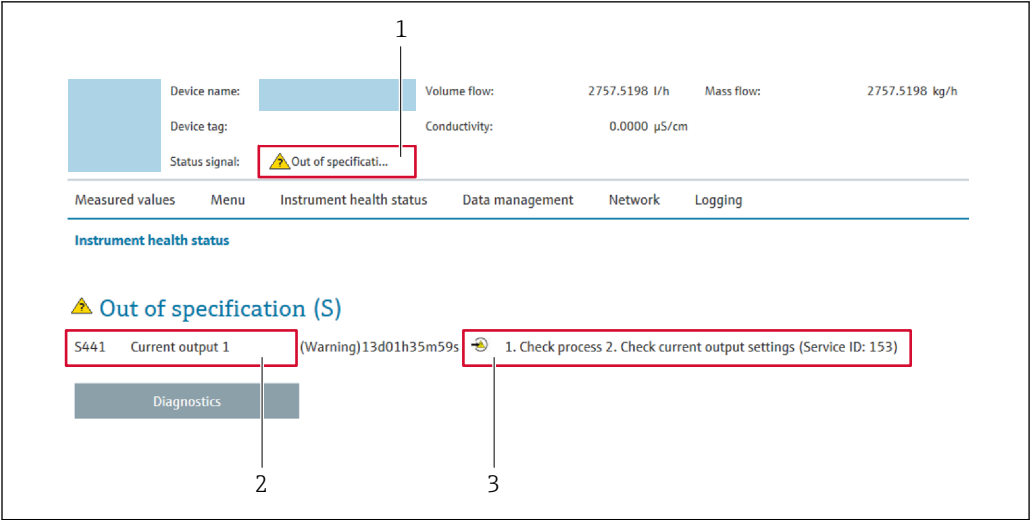 1
Device name: Volume flow: 2757.5198 l/h Mass flow: 2757.5198 kg/h
Device tag: Conductivity: 0.0000 µS/cm
Status signal: Out of specificati...
Measured values Menu Instrument health status Data management Network Logging
Instrument health status
Out of specification (S)
S441 Current output 1 (Warning)13d01h35m59s 1. Check process 2. Check current output settings (Service ID: 153)
Diagnostics
2 3